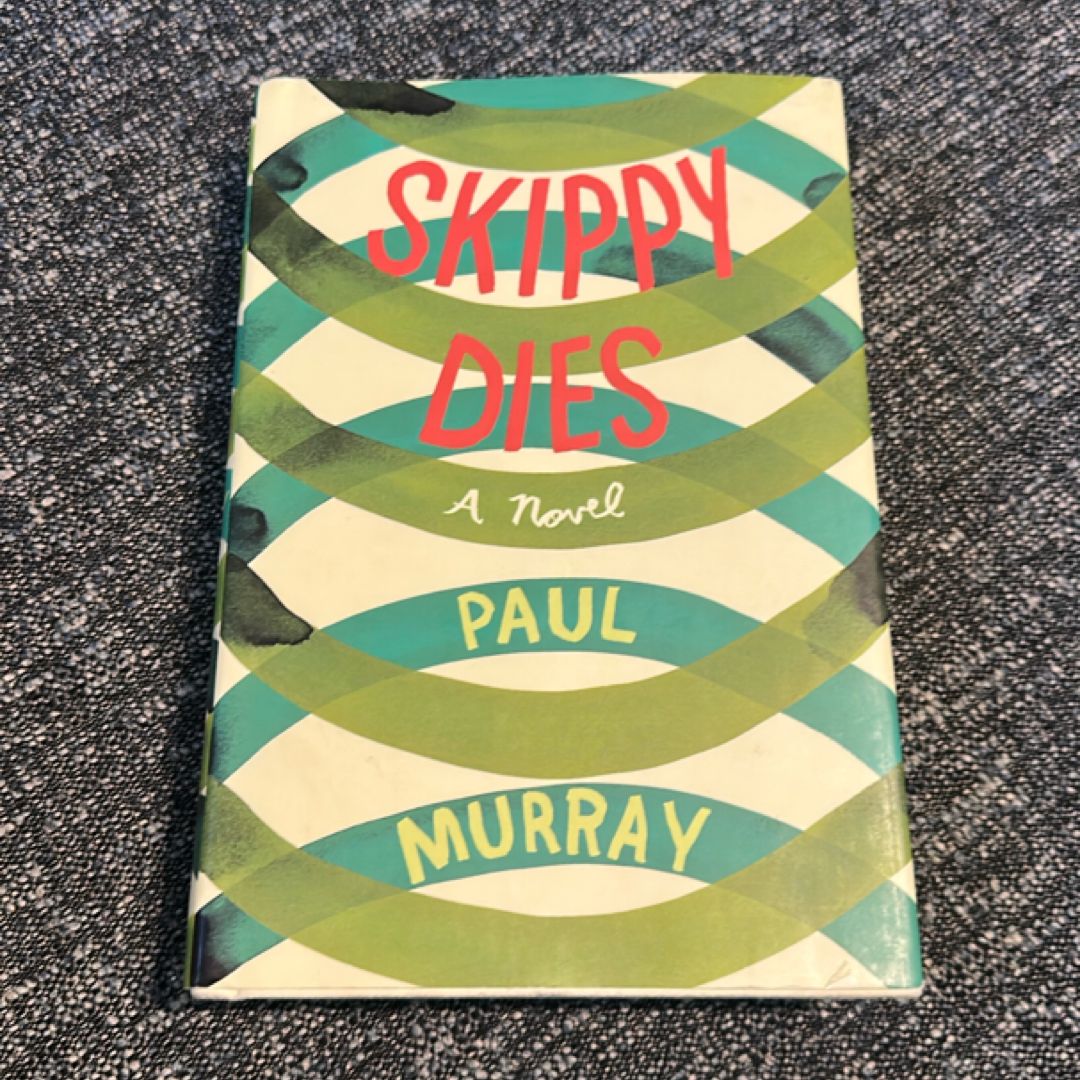 SKIPPY
DIES
A Novel
PAUL
MURRAY